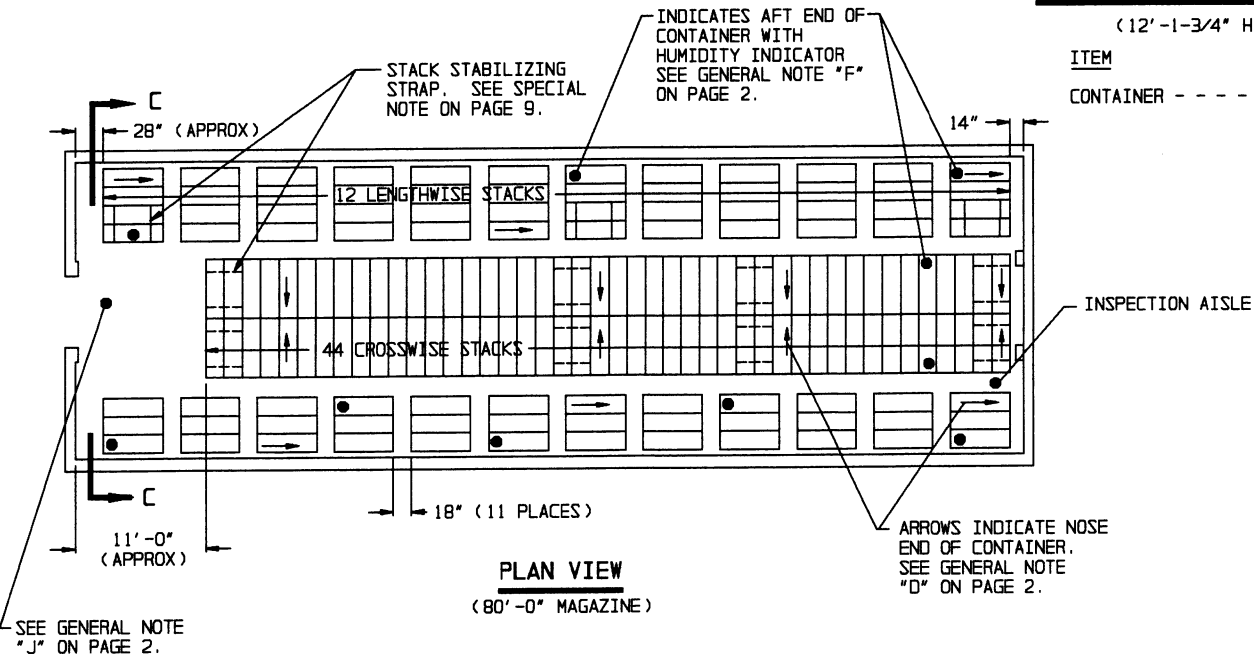 INDICATES AFT END OF
CONTAINER WITH
HUMIDITY INDICATOR
SEE GENERAL NOTE "F"
ON PAGE 2.
(12'-1-3/4" H
ITEM
CONTAINER - - - -
STACK STABILIZING
STRAP. SEE SPECIAL
NOTE ON PAGE 9.
C
28" (APPROX)
14"
12 LENGTHWISE STACKS
INSPECTION AISLE
44 CROSSWISE STACKS
C
18" (11 PLACES)
11'-0"
(APPROX)
ARROWS INDICATE NOSE
END OF CONTAINER.
SEE GENERAL NOTE
"D" ON PAGE 2.
PLAN VIEW
(80'-0" MAGAZINE)
SEE GENERAL NOTE
"J" ON PAGE 2.